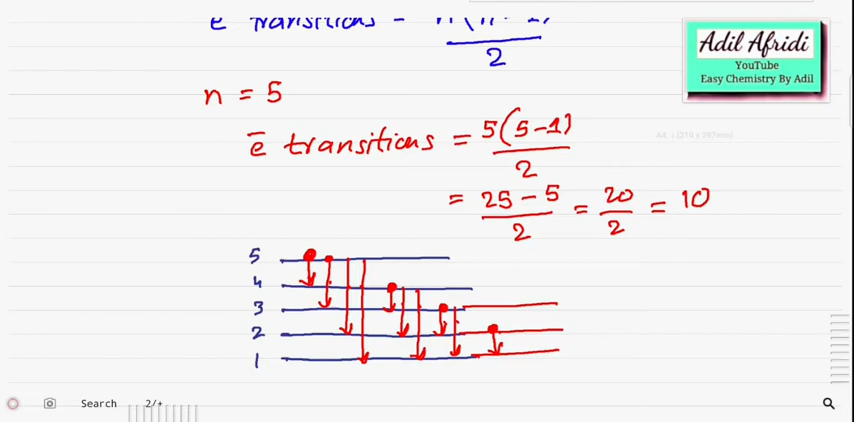 ē transitions =
2
n = 5
ē transitions = 5(5-1)
2
= 25 - 5 = 20 = 10
2 2
5
4
3
2
1
Adil Afridi
YouTube
Easy Chemistry By Adil
Search 2/+